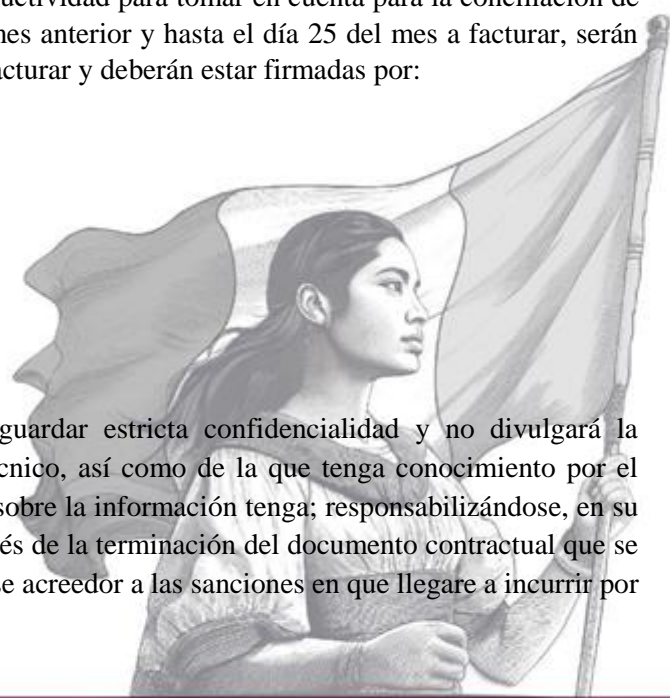 uctividad para tomar en cuenta para la conciliación de
nes anterior y hasta el día 25 del mes a facturar, serán
acturar y deberán estar firmadas por:
guardar estricta confidencialidad y no divulgará la
écnico, así como de la que tenga conocimiento por el
sobre la información tenga; responsabilizándose, en su
és de la terminación del documento contractual que se
se acreedor a las sanciones en que llegare a incurrir por